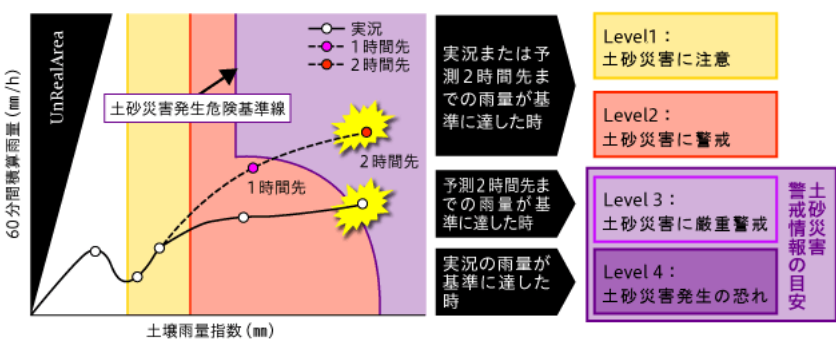 60分間積算雨量(㎜/h)
UnRealArea
実況
1時間先
2時間先
土砂災害発生危険基準線
2時間先
1時間先
土壌雨量指数(㎜)
実況または予
測2時間先ま
での雨量が基
準に達した時
Level1：
土砂災害に注意
Level2：
土砂災害に警戒
予測2時間先ま
での雨量が基
準に達した時
Level 3：
土砂災害に厳重警戒
実況の雨量が
基準に達した
時
Level 4：
土砂災害発生の恐れ
土砂災害
警戒情報の目安